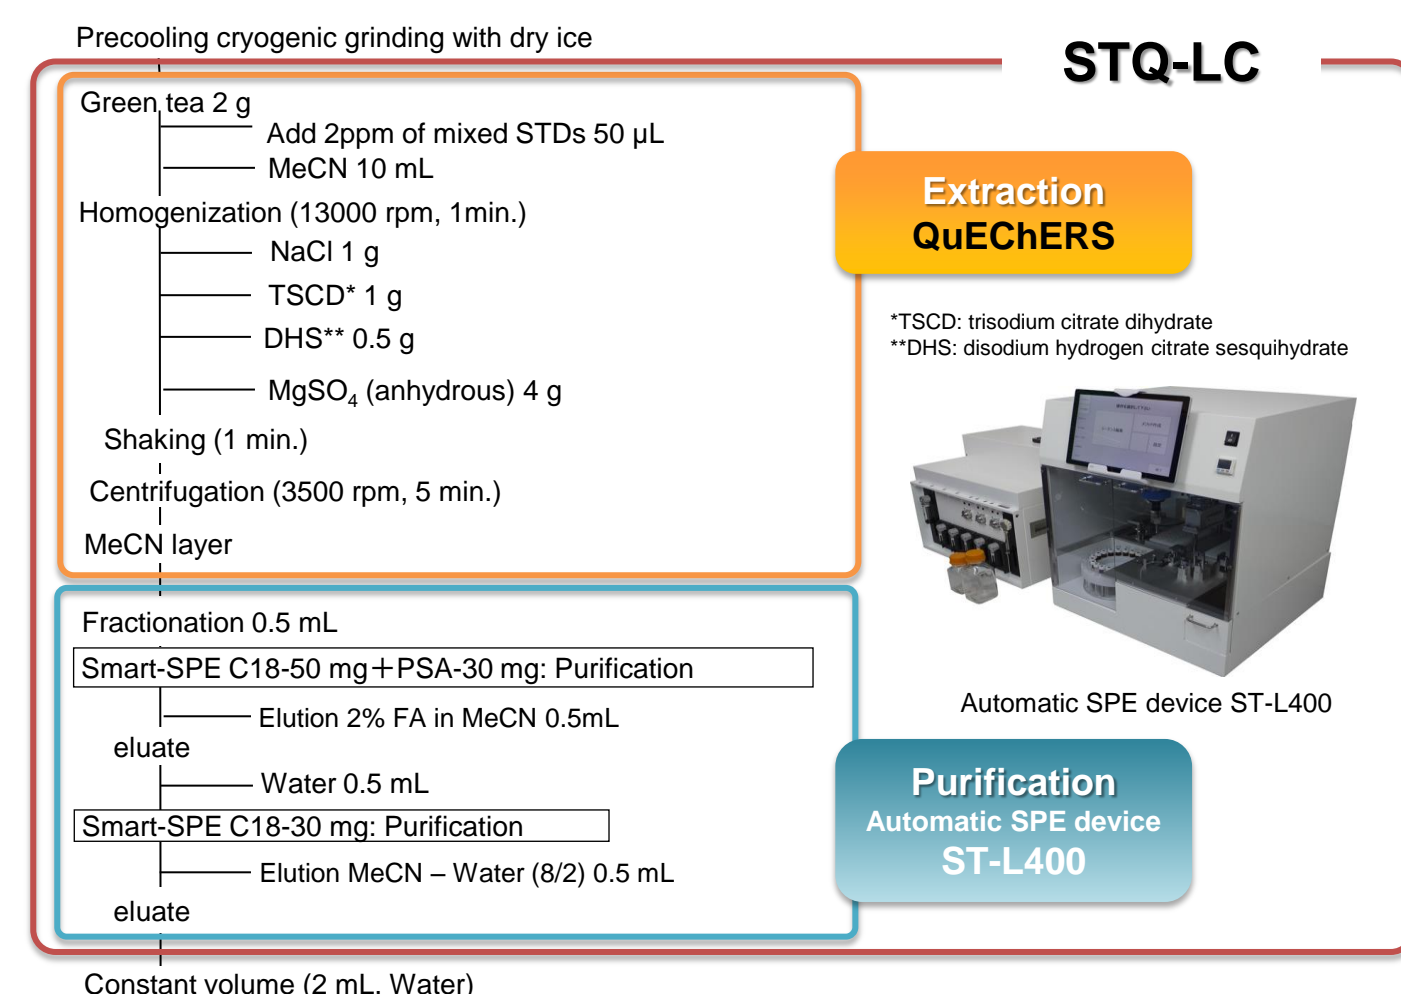 Precooling cryogenic grinding with dry ice
STQ-LC
Green tea 2 g
Add 2ppm of mixed STDs 50 µL
MeCN 10 mL
Homogenization (13000 rpm, 1min.)
NaCl 1 g
TSCD* 1 g
DHS** 0.5 g
MgSO4 (anhydrous) 4 g
Shaking (1 min.)
Centrifugation (3500 rpm, 5 min.)
MeCN layer
Extraction
QuEChERS
*TSCD: trisodium citrate dihydrate
**DHS: disodium hydrogen citrate sesquihydrate
Automatic SPE device ST-L400
Fractionation 0.5 mL
Smart-SPE C18-50 mg+PSA-30 mg: Purification
Elution 2% FA in MeCN 0.5mL
eluate
Water 0.5 mL
Smart-SPE C18-30 mg: Purification
Elution MeCN – Water (8/2) 0.5 mL
eluate
Purification
Automatic SPE device
ST-L400
Constant volume (2 mL, Water)